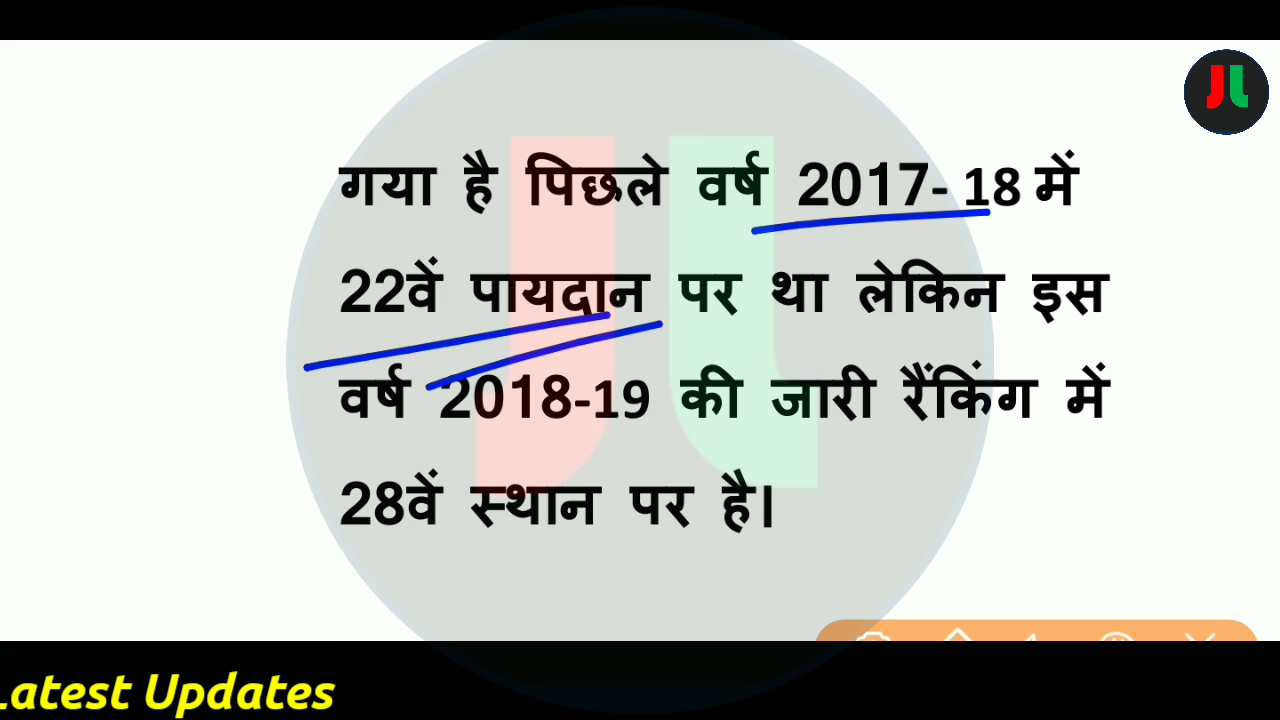 गया है पिछले वर्ष 2017- 18 में
22वें पायदान पर था लेकिन इस
वर्ष 2018-19 की जारी रैंकिंग में
28वें स्थान पर है।
Latest Updates